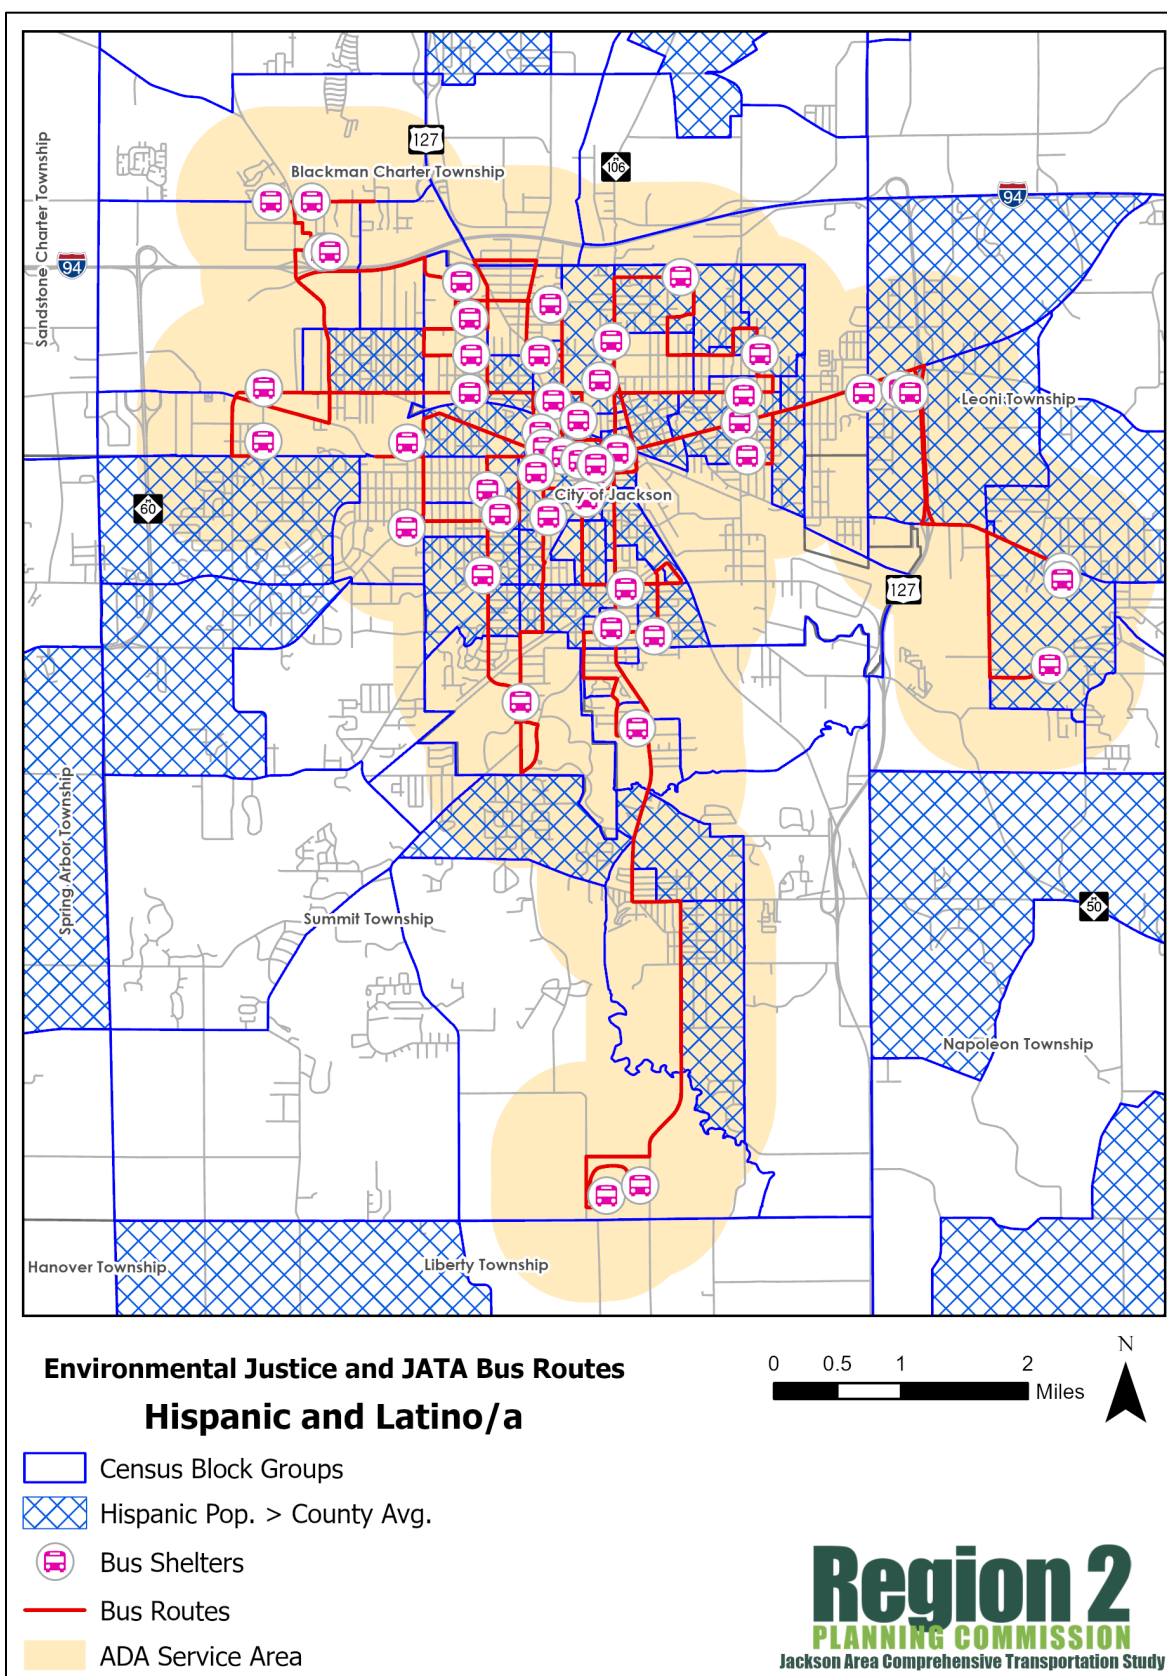 127
M
106
Blackman Charter Township
94
Sandstone Charter Township
94
Leoni Township
City of Jackson
M
60
127
Spring Arbor Township
Summit Township
M
50
Napoleon Township
Hanover Township
Liberty Township
Environmental Justice and JATA Bus Routes
Hispanic and Latino/a
Census Block Groups
Hispanic Pop. > County Avg.
Bus Shelters
Bus Routes
ADA Service Area
0 0.5 1 2
Miles
N
Region 2
PLANNING COMMISSION
Jackson Area Comprehensive Transportation Study